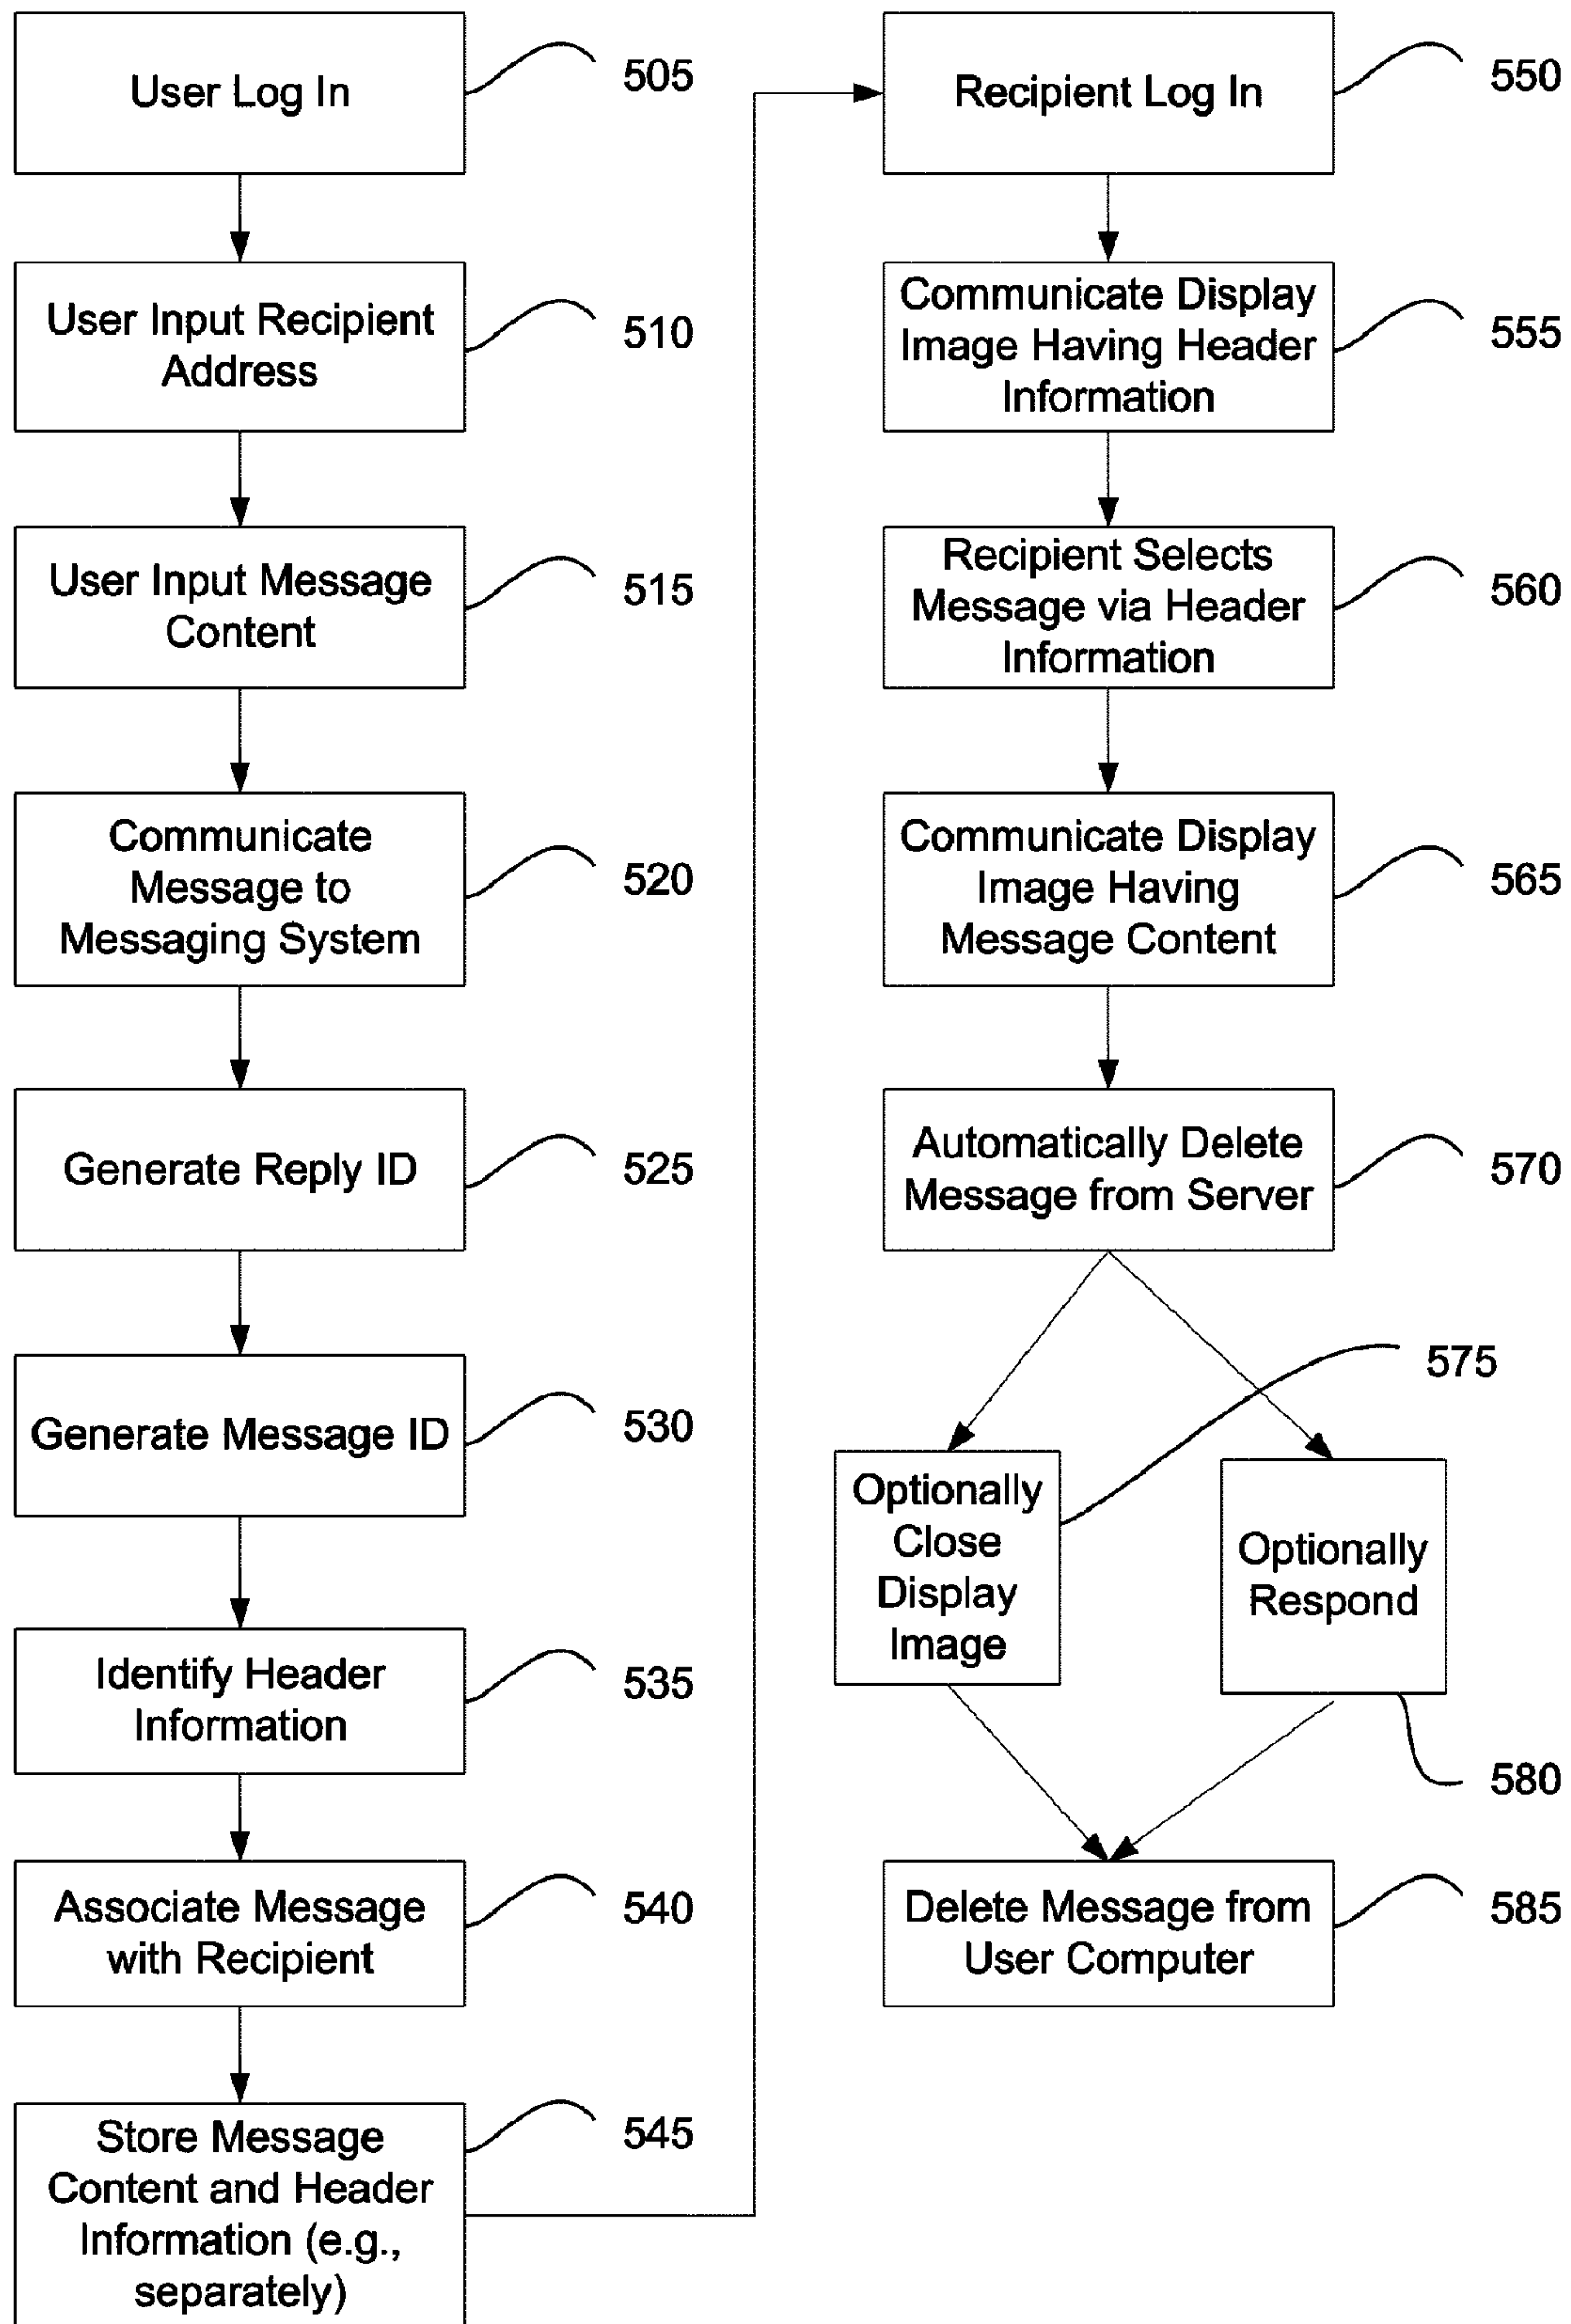 User Log In
505
User Input Recipient
Address
510
User Input Message
Content
515
Communicate
Message to
Messaging System
520
Generate Reply ID
525
Generate Message ID
530
Identify Header
Information
535
Associate Message
with Recipient
540
Store Message
Content and Header
Information (e.g.,
separately)
545
Recipient Log In
550
Communicate Display
Image Having Header
Information
555
Recipient Selects
Message via Header
Information
560
Communicate Display
Image Having
Message Content
565
Automatically Delete
Message from Server
570
Optionally
Close
Display
Image
575
Optionally
Respond
580
Delete Message from
User Computer
585